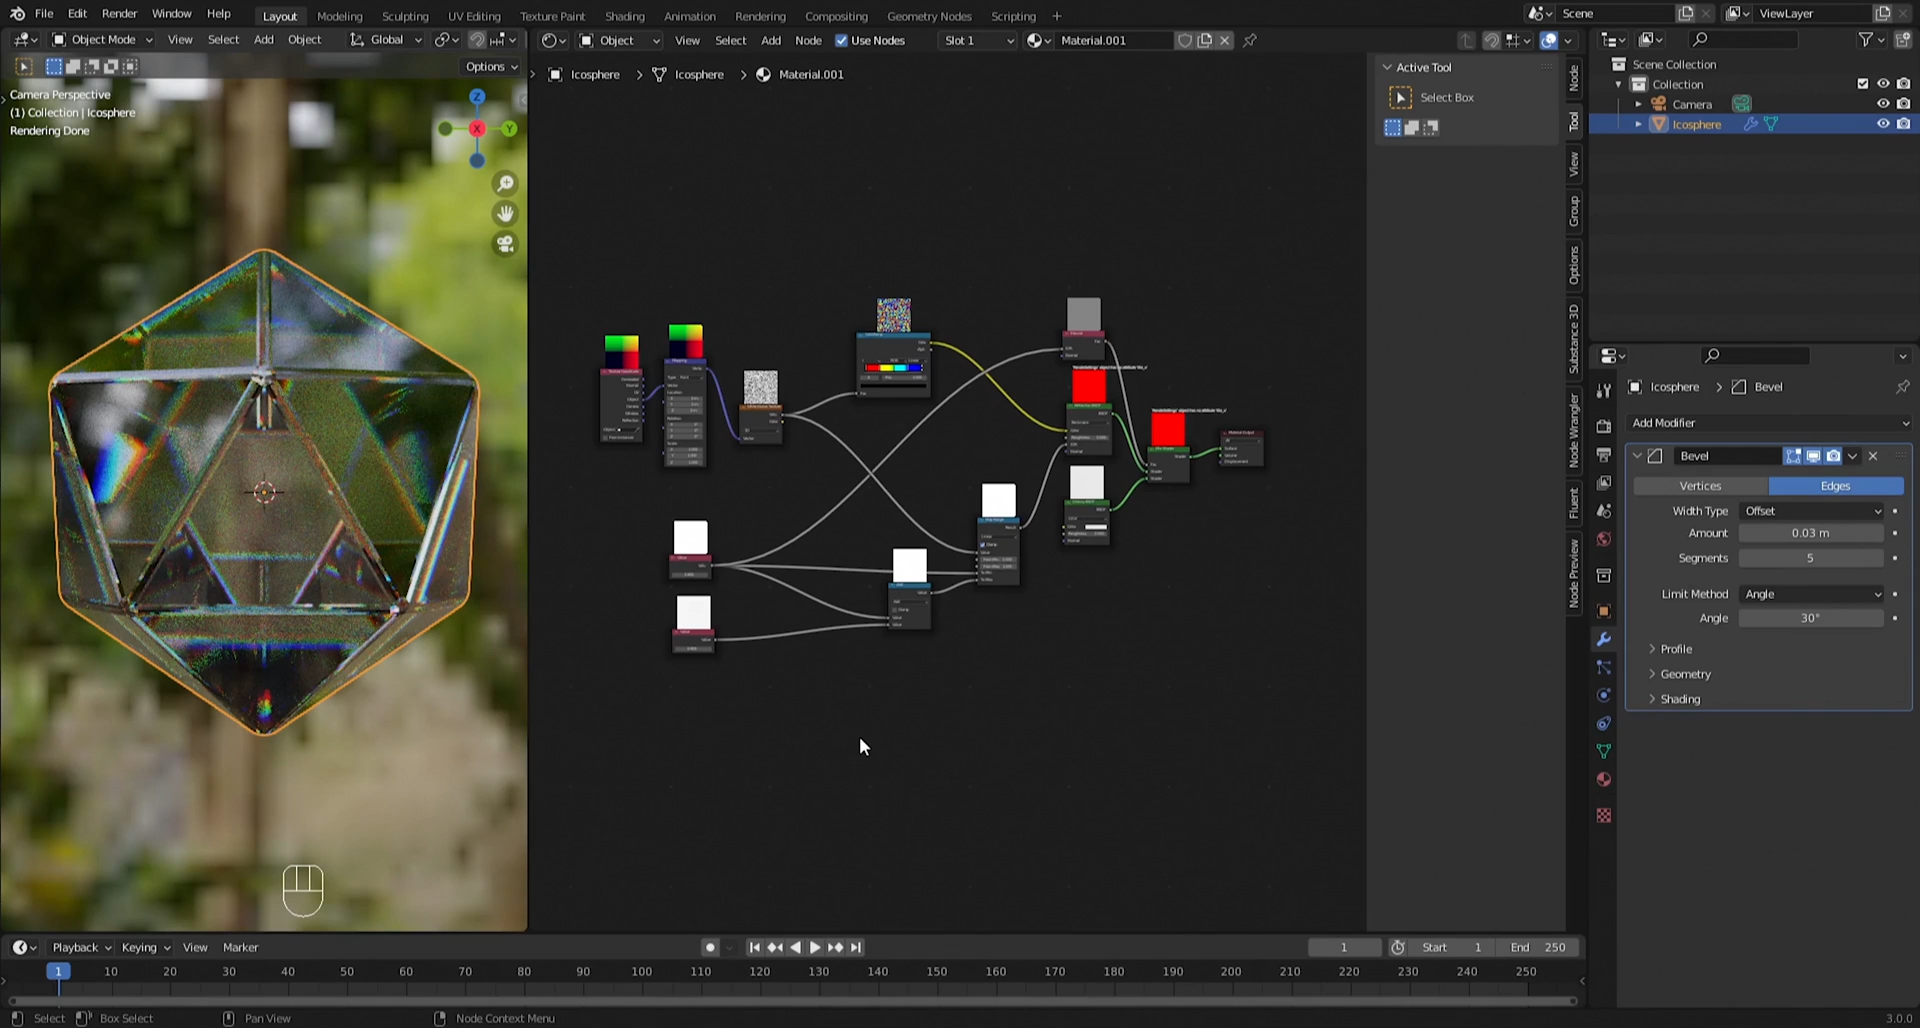 File Edit Render Window Help
Layout Modeling Sculpting UV Editing Texture Paint Shading Animation Rendering Compositing Geometry Nodes Scripting +
Scene ViewLayer
Object Mode View Select Add Object Global
Object View Select Add Node Use Nodes Slot 1 Material.001
Options
Camera Perspective
(1) Collection | Icosphere
Rendering Done
Z
X
Y
Icosphere > Icosphere > Material.001
Active Tool
Select Box
Node
Tool
View
Group
Options
Substance 3D
Node Wrangler
Fluent
Node Preview
Scene Collection
Collection
Camera
Icosphere
Icosphere > Bevel
Add Modifier
Bevel
Vertices Edges
Width Type Offset
Amount 0.03 m
Segments 5
Limit Method Angle
Angle 30°
Profile
Geometry
Shading
Playback Keying View Marker
1 Start 1 End 250
1 10 20 30 40 50 60 70 80 90 100 110 120 130 140 150 160 170 180 190 200 210 220 230 240 250
Select Box Select Pan View Node Context Menu 3.0.0